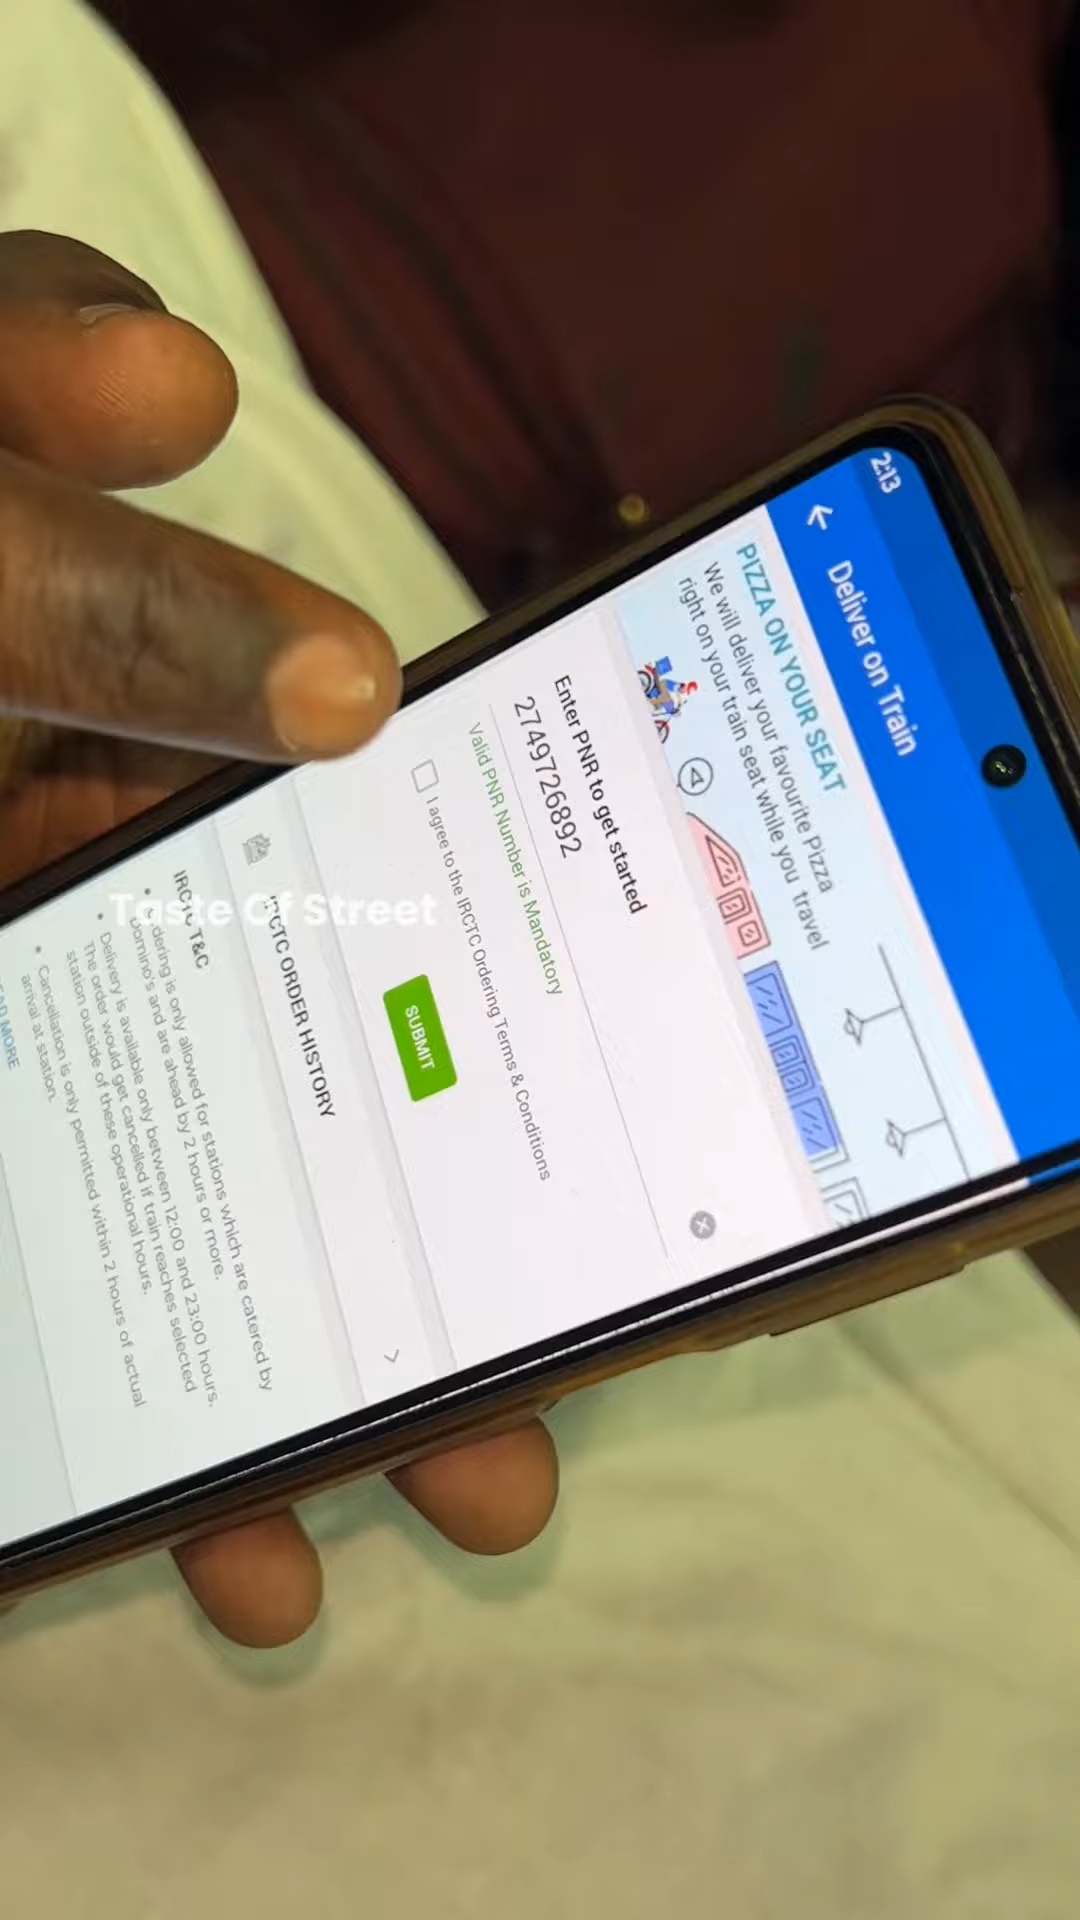 2:13
Deliver on Train
PIZZA ON YOUR SEAT
We will deliver your favourite Pizza
right on your train seat while you travel
Enter PNR to get started
2749726892
Valid PNR Number is Mandatory
I agree to the IRCTC Ordering Terms & Conditions
SUBMIT
IRCTC ORDER HISTORY
IRCTC T&C
• Ordering is only allowed for stations which are catered by
Domino's and are ahead by 2 hours or more.
• Delivery is available only between 12:00 and 23:00 hours.
The order would get cancelled if train reaches selected
station outside of these operational hours.
• Cancellation is only permitted within 2 hours of actual
arrival at station.
MORE
Taste Of Street